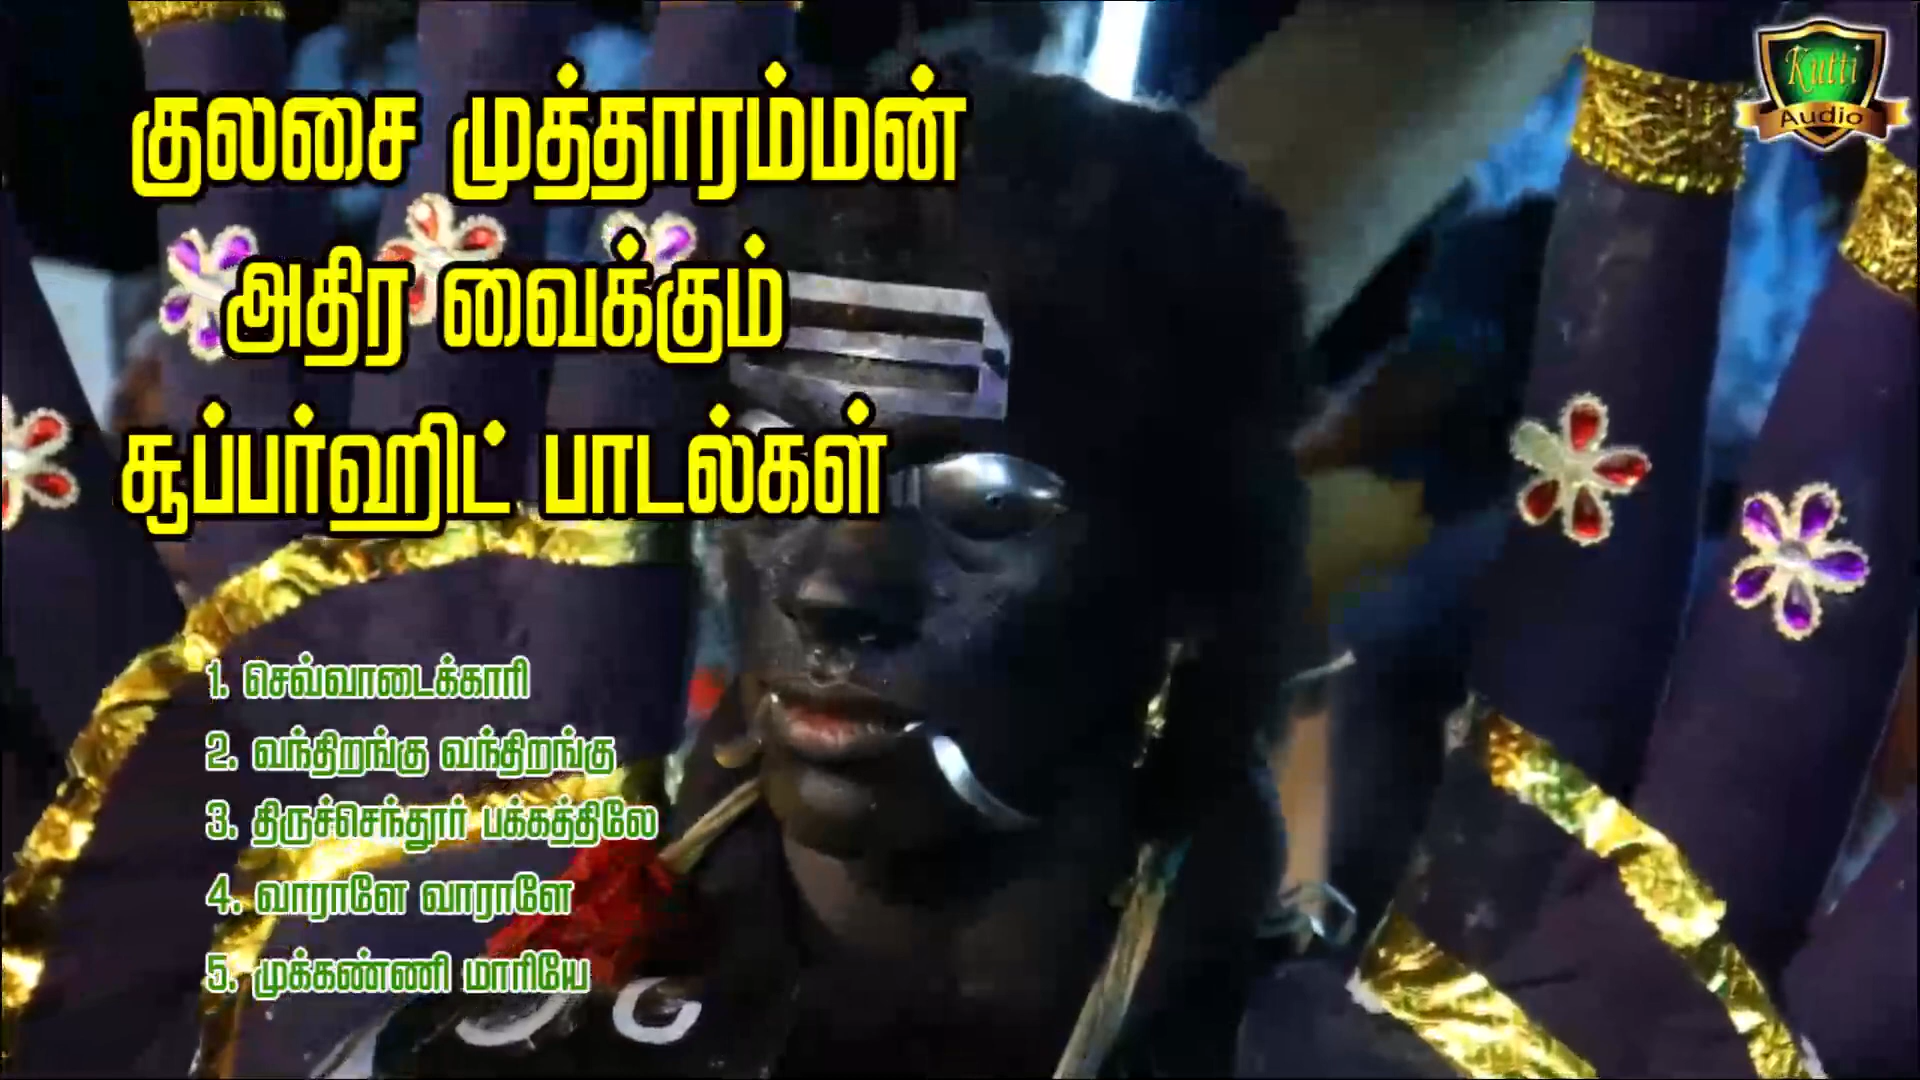 குலசை முத்தாரம்மன்
அதிர வைக்கும்
சூப்பர்ஹிட் பாடல்கள்
Kutti
Audio
1. செவ்வாடைக்காரி
2. வந்திறங்கு வந்திறங்கு
3. திருச்செந்தூர் பக்கத்திலே
4. வாராளே வாராளே
5. முக்கண்ணி மாரியே